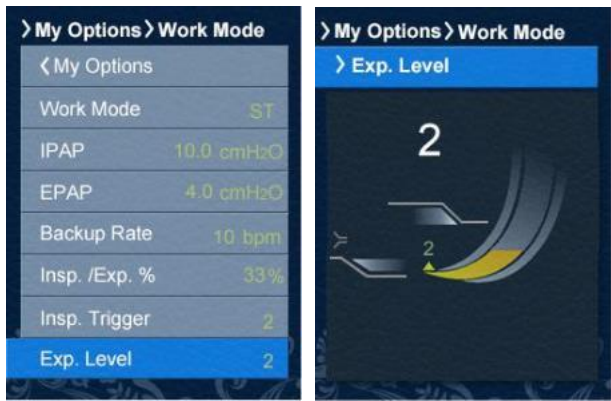 My Options Work Mode
My Options
Work Mode ST
IPAP 10.0 cmH2O
EPAP 4.0 cmH2O
Backup Rate 10 bpm
Insp. /Exp. % 33%
Insp. Trigger 2
Exp. Level 2
My Options Work Mode
Exp. Level
2
2